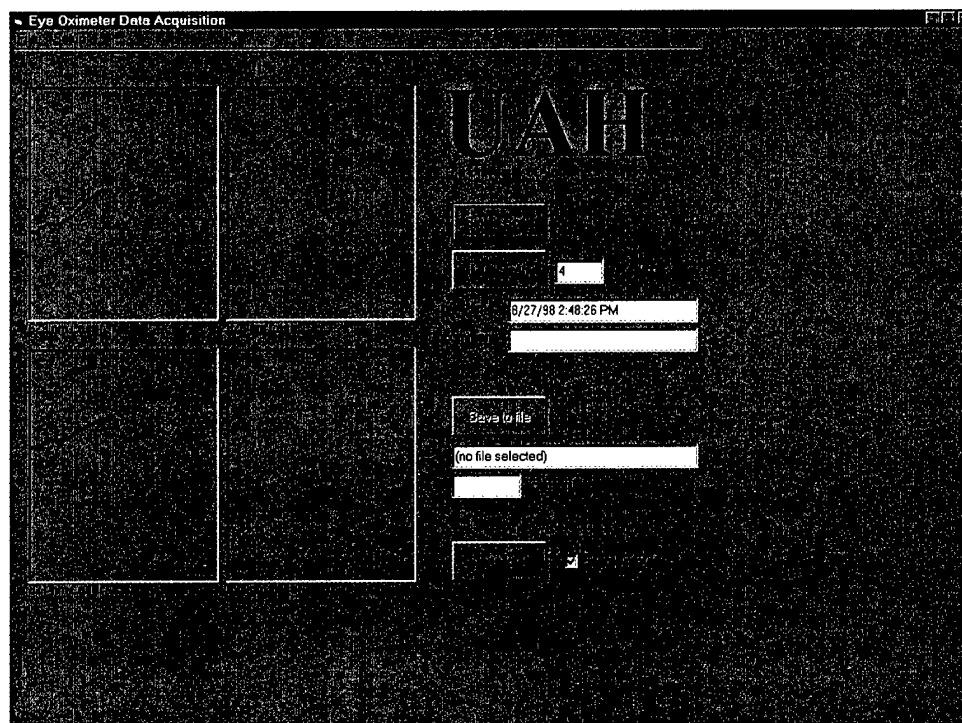 Eye Oximeter Data Acquisition
UAH
4
8/27/98 2:48:26 PM
Save to file
(no file selected)